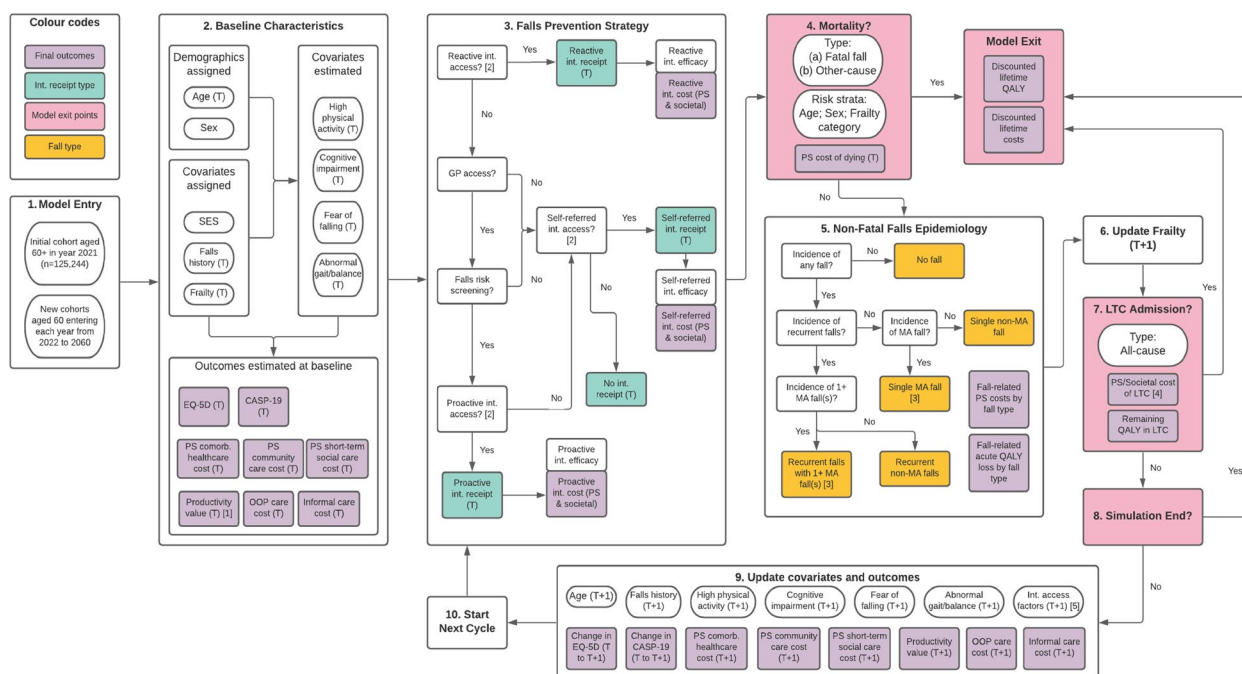 Colour codes
Final outcomes
Int. receipt type
Model exit points
Fall type
1. Model Entry
Initial cohort aged
60+ in year 2021
(n=125,244)
New cohorts
aged 60 entering
each year from
2022 to 2060
2. Baseline Characteristics
Demographics
assigned
Age (T)
Sex
Covariates
assigned
SES
Falls
history (T)
Frailty (T)
Covariates
estimated
High
physical
activity (T)
Cognitive
impairment
(T)
Fear of
falling (T)
Abnormal
gait/balance
(T)
Outcomes estimated at baseline
EQ-5D (T)
CASP-19
(T)
PS comorb.
healthcare
cost (T)
PS
community
care cost (T)
PS short-term
social care
cost (T)
Productivity
value (T) [1]
OOP care
cost (T)
Informal care
cost (T)
3. Falls Prevention Strategy
Reactive int.
access? [2]
Yes
Reactive
int. receipt
(T)
Reactive
int. efficacy
Reactive
int. cost (PS
& societal)
No
GP access?
No
Yes
Falls risk
screening?
No
Self-referred
int. access?
[2]
Yes
Self-referred
int. receipt
(T)
Self-referred
int. efficacy
Self-referred
int. cost (PS
& societal)
No
No int.
receipt (T)
Yes
Proactive int.
access? [2]
No
Yes
Proactive
int. receipt
(T)
Proactive
int. efficacy
Proactive
int. cost (PS
& societal)
4. Mortality?
Type:
(a) Fatal fall
(b) Other-cause
Risk strata:
Age; Sex; Frailty
category
PS cost of dying (T)
Yes
No
Model Exit
Discounted
lifetime
QALY
Discounted
lifetime
costs
5. Non-Fatal Falls Epidemiology
Incidence of
any fall?
No
No fall
Yes
Incidence of
recurrent falls?
No
Incidence
of MA fall?
No
Single non-MA
fall
Yes
Yes
Incidence of 1+
MA fall(s)?
Single MA fall
[3]
Yes
No
Recurrent falls
with 1+ MA
fall(s) [3]
Recurrent
non-MA falls
Fall-related
PS costs by
fall type
Fall-related
acute QALY
loss by fall
type
6. Update Frailty
(T+1)
7. LTC Admission?
Type:
All-cause
PS/Societal cost
of LTC [4]
Remaining
QALY in LTC
Yes
No
8. Simulation End?
Yes
No
9. Update covariates and outcomes
Age (T+1)
Falls history
(T+1)
High physical
activity (T+1)
Cognitive
impairment (T+1)
Fear of
falling (T+1)
Abnormal
gait/balance (T+1)
Int. access
factors (T+1) [5]
Change in
EQ-5D (T
to T+1)
Change in
CASP-19
(T to T+1)
PS comorb.
healthcare
cost (T+1)
PS community
care cost
(T+1)
PS short-term
social care
cost (T+1)
Productivity
value (T+1)
OOP care
cost (T+1)
Informal care
cost (T+1)
10. Start
Next Cycle